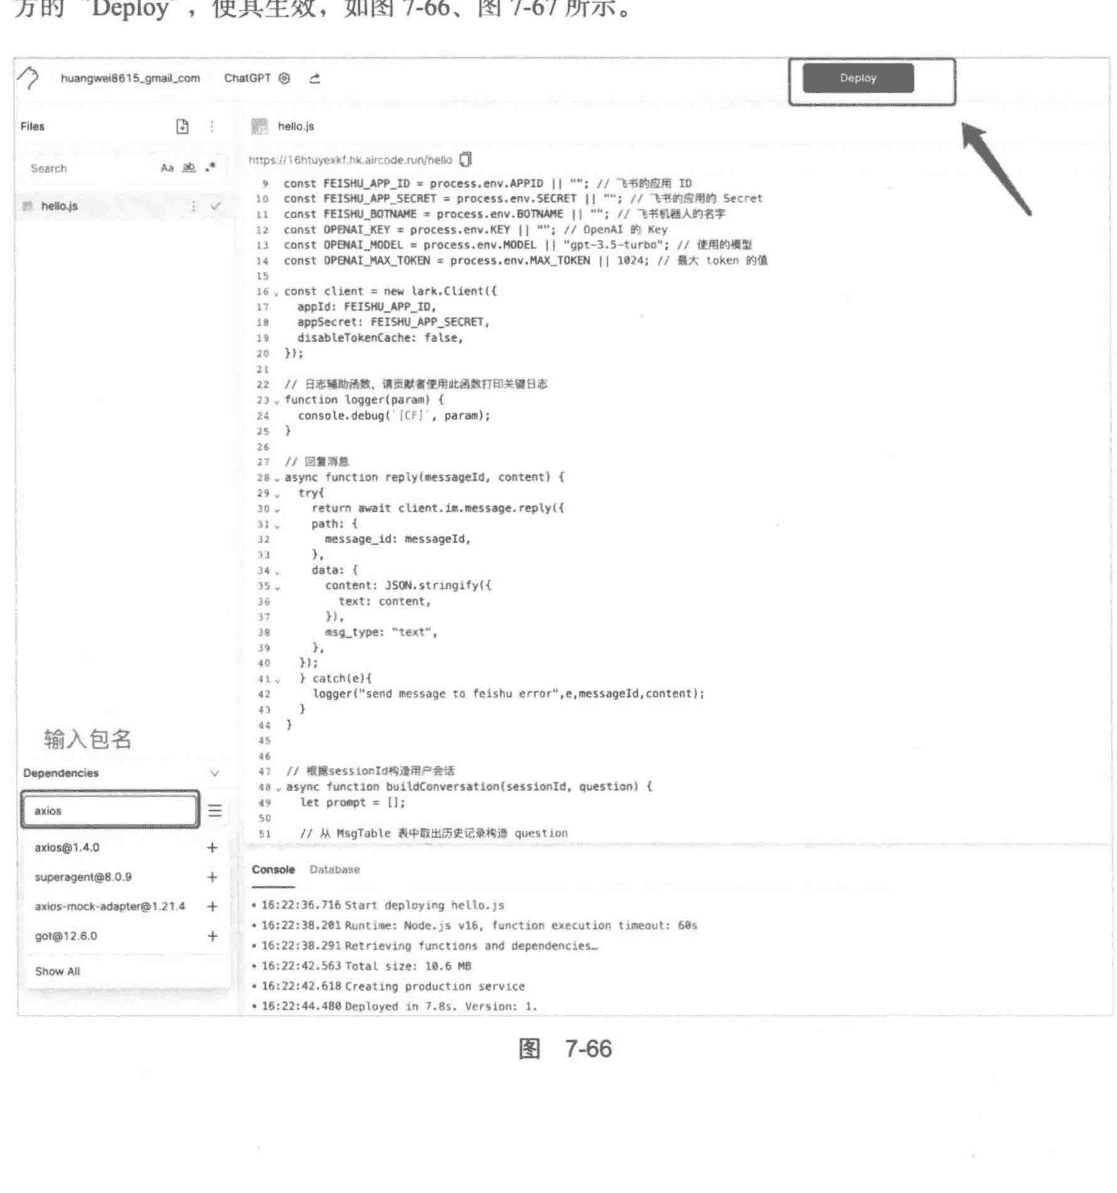 方的 "Deploy"，使其生效，如图 7-66、图 7-67 所示。
huangwei8615_gmail_com ChatGPT
Deploy
Files
hello.js
Search Aa ab .*
https://16htuyexkf.hk.aircode.run/hello
hello.js
9 const FEISHU_APP_ID = process.env.APPID || ""; // 飞书的应用 ID
10 const FEISHU_APP_SECRET = process.env.SECRET || ""; // 飞书的应用的 Secret
11 const FEISHU_BOTNAME = process.env.BOTNAME || ""; // 飞书机器人的名字
12 const OPENAI_KEY = process.env.KEY || ""; // OpenAI 的 Key
13 const OPENAI_MODEL = process.env.MODEL || "gpt-3.5-turbo"; // 使用的模型
14 const OPENAI_MAX_TOKEN = process.env.MAX_TOKEN || 1024; // 最大 token 的值
15
16 const client = new lark.Client({
17 appId: FEISHU_APP_ID,
18 appSecret: FEISHU_APP_SECRET,
19 disableTokenCache: false,
20 });
21
22 // 日志辅助函数，请贡献者使用此函数打印关键日志
23 function logger(param) {
24 console.debug(`[CF]`, param);
25 }
26
27 // 回复消息
28 async function reply(messageId, content) {
29 try{
30 return await client.im.message.reply({
31 path: {
32 message_id: messageId,
33 },
34 data: {
35 content: JSON.stringify({
36 text: content,
37 }),
38 msg_type: "text",
39 },
40 });
41 } catch(e){
42 logger("send message to feishu error",e,messageId,content);
43 }
44 }
45
46
47 // 根据sessionId构造用户会话
48 async function buildConversation(sessionId, question) {
49 let prompt = [];
50
51 // 从 MsgTable 表中取出历史记录构造 question
输入包名
Dependencies
axios
axios@1.4.0 +
superagent@8.0.9 +
axios-mock-adapter@1.21.4 +
got@12.6.0 +
Show All
Console Database
• 16:22:36.716 Start deploying hello.js
• 16:22:38.201 Runtime: Node.js v16, function execution timeout: 60s
• 16:22:38.291 Retrieving functions and dependencies…
• 16:22:42.563 Total size: 10.6 MB
• 16:22:42.618 Creating production service
• 16:22:44.480 Deployed in 7.8s. Version: 1.
图 7-66